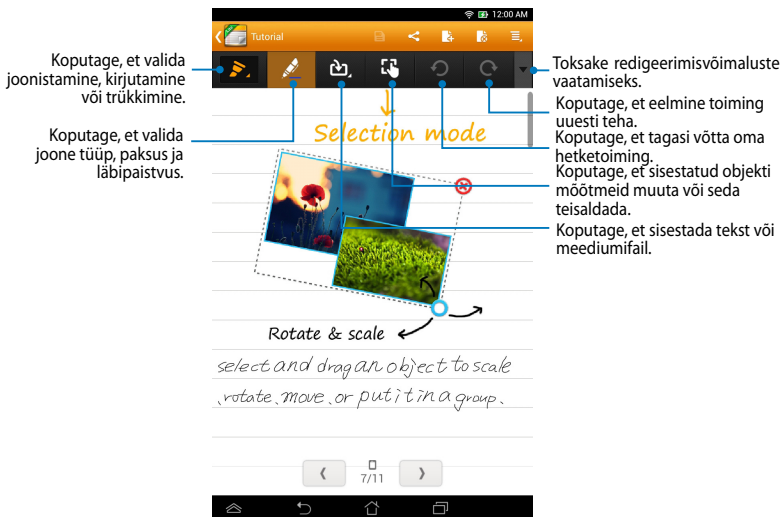 12:00 AM
Tutorial
Koputage, et valida
joonistamine, kirjutamine
või trükkimine.
Koputage, et valida
joone tüüp, paksus ja
läbipaistvus.
Toksake redigeerimisvõimaluste
vaatamiseks.
Koputage, et eelmine toiming
uuesti teha.
Koputage, et tagasi võtta oma
hetketoiming.
Koputage, et sisestatud objekti
mõõtmeid muuta või seda
teisaldada.
Koputage, et sisestada tekst või
meediumifail.
Selection mode
Rotate & scale
select and drag an object to scale
, rotate, move, or put it in a group.
7/11